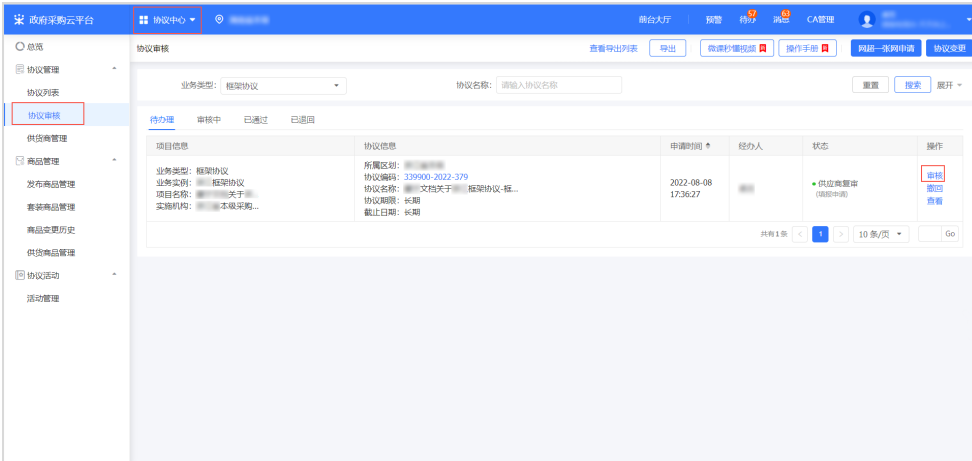 政府采购云平台
协议中心
前台大厅 预警 待办 57 消息 63 CA管理
总览
协议管理
协议列表
协议审核
供货商管理
商品管理
发布商品管理
套装商品管理
商品变更历史
供货商品管理
协议活动
活动管理
协议审核
查看导出列表 导出 微课秒懂视频 操作手册 网超一张网申请 协议变更
业务类型: 框架协议 协议名称: 请输入协议名称 重置 搜索 展开
待办理 审核中 已通过 已退回
项目信息 协议信息 申请时间 经办人 状态 操作
业务类型: 框架协议
业务实例: 框架协议
项目名称: 关于
实施机构: 本级采购...
所属区划:
协议编码: 339900-2022-379
协议名称: 文档关于 框架协议-框...
协议期限: 长期
截止日期: 长期
2022-08-08
17:36:27
供应商复审
(填报申请)
审核
撤回
查看
共有1条 < 1 > 10 条/页 Go